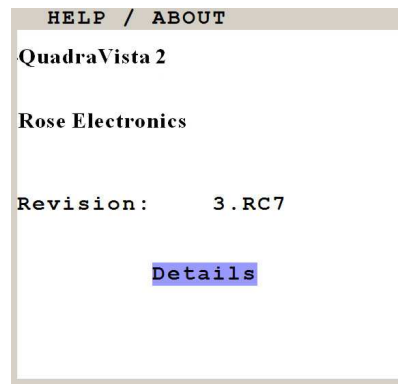 HELP / ABOUT
QuadraVista 2
Rose Electronics
Revision: 3.RC7
Details